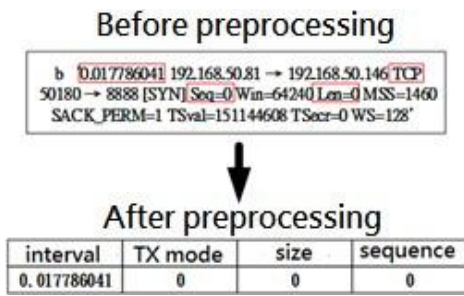 Before preprocessing
b '0.017786041 192.168.50.81 → 192.168.50.146 TCP
50180 → 8888 [SYN] Seq=0 Win=64240 Len=0 MSS=1460
SACK_PERM=1 TSval=151144608 TSecr=0 WS=128'
After preprocessing
interval TX mode size sequence
0.017786041 0 0 0